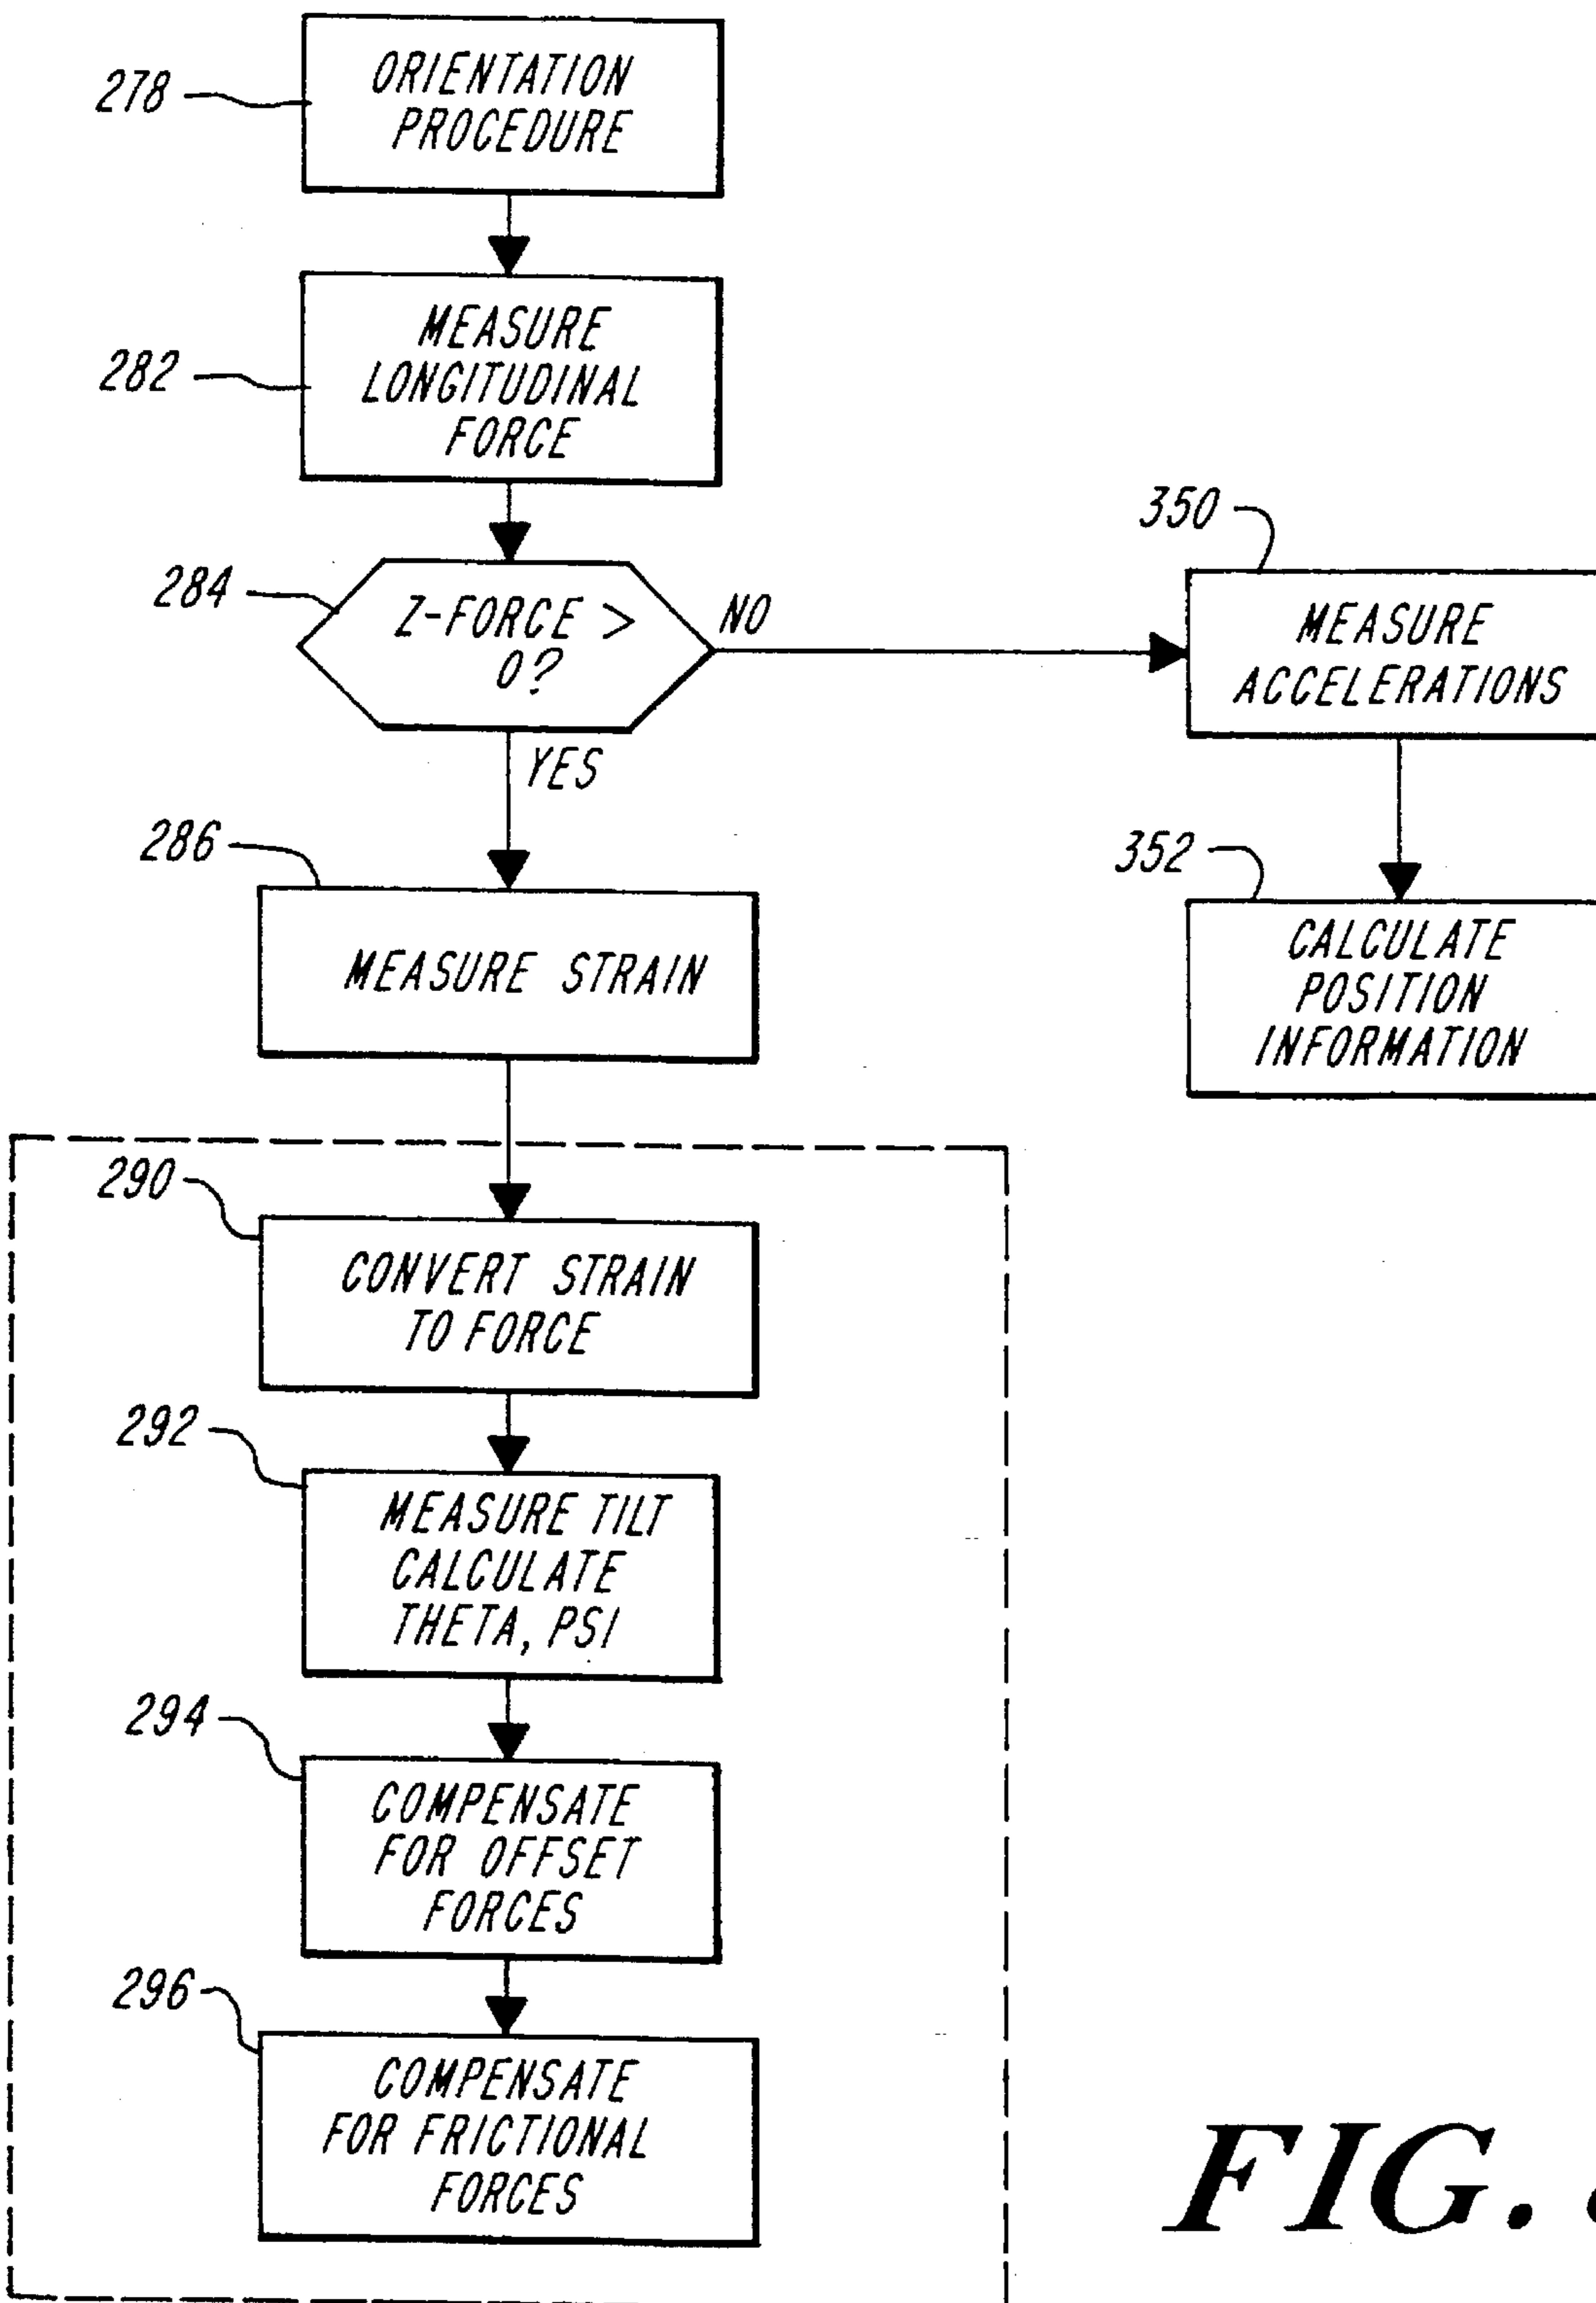 278
ORIENTATION
PROCEDURE
282
MEASURE
LONGITUDINAL
FORCE
284
Z-FORCE >
0?
NO
YES
350
MEASURE
ACCELERATIONS
352
CALCULATE
POSITION
INFORMATION
286
MEASURE STRAIN
290
CONVERT STRAIN
TO FORCE
292
MEASURE TILT
CALCULATE
THETA, PSI
294
COMPENSATE
FOR OFFSET
FORCES
296
COMPENSATE
FOR FRICTIONAL
FORCES
FIG.